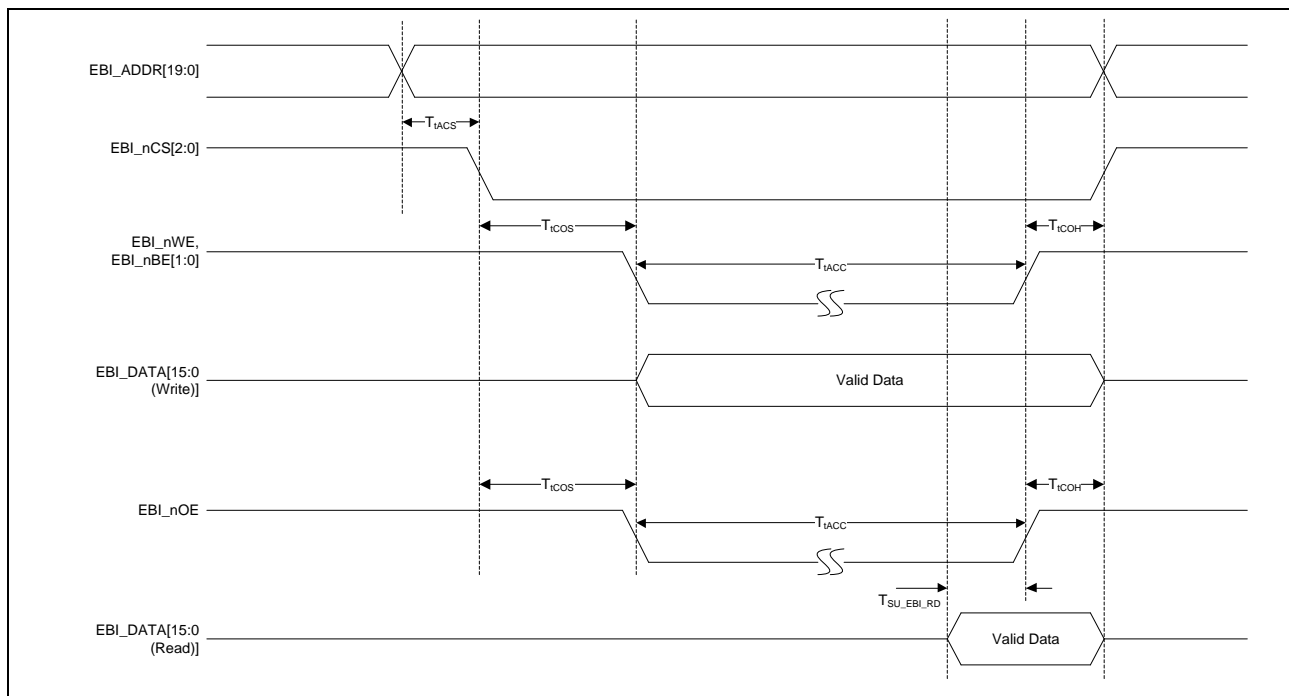 EBI_ADDR[19:0]
TtACS
EBI_nCS[2:0]
TtCOS
TtCOH
EBI_nWE,
EBI_nBE[1:0]
TtACC
EBI_DATA[15:0
(Write)]
Valid Data
TtCOS
TtCOH
EBI_nOE
TtACC
TSU_EBI_RD
EBI_DATA[15:0
(Read)]
Valid Data